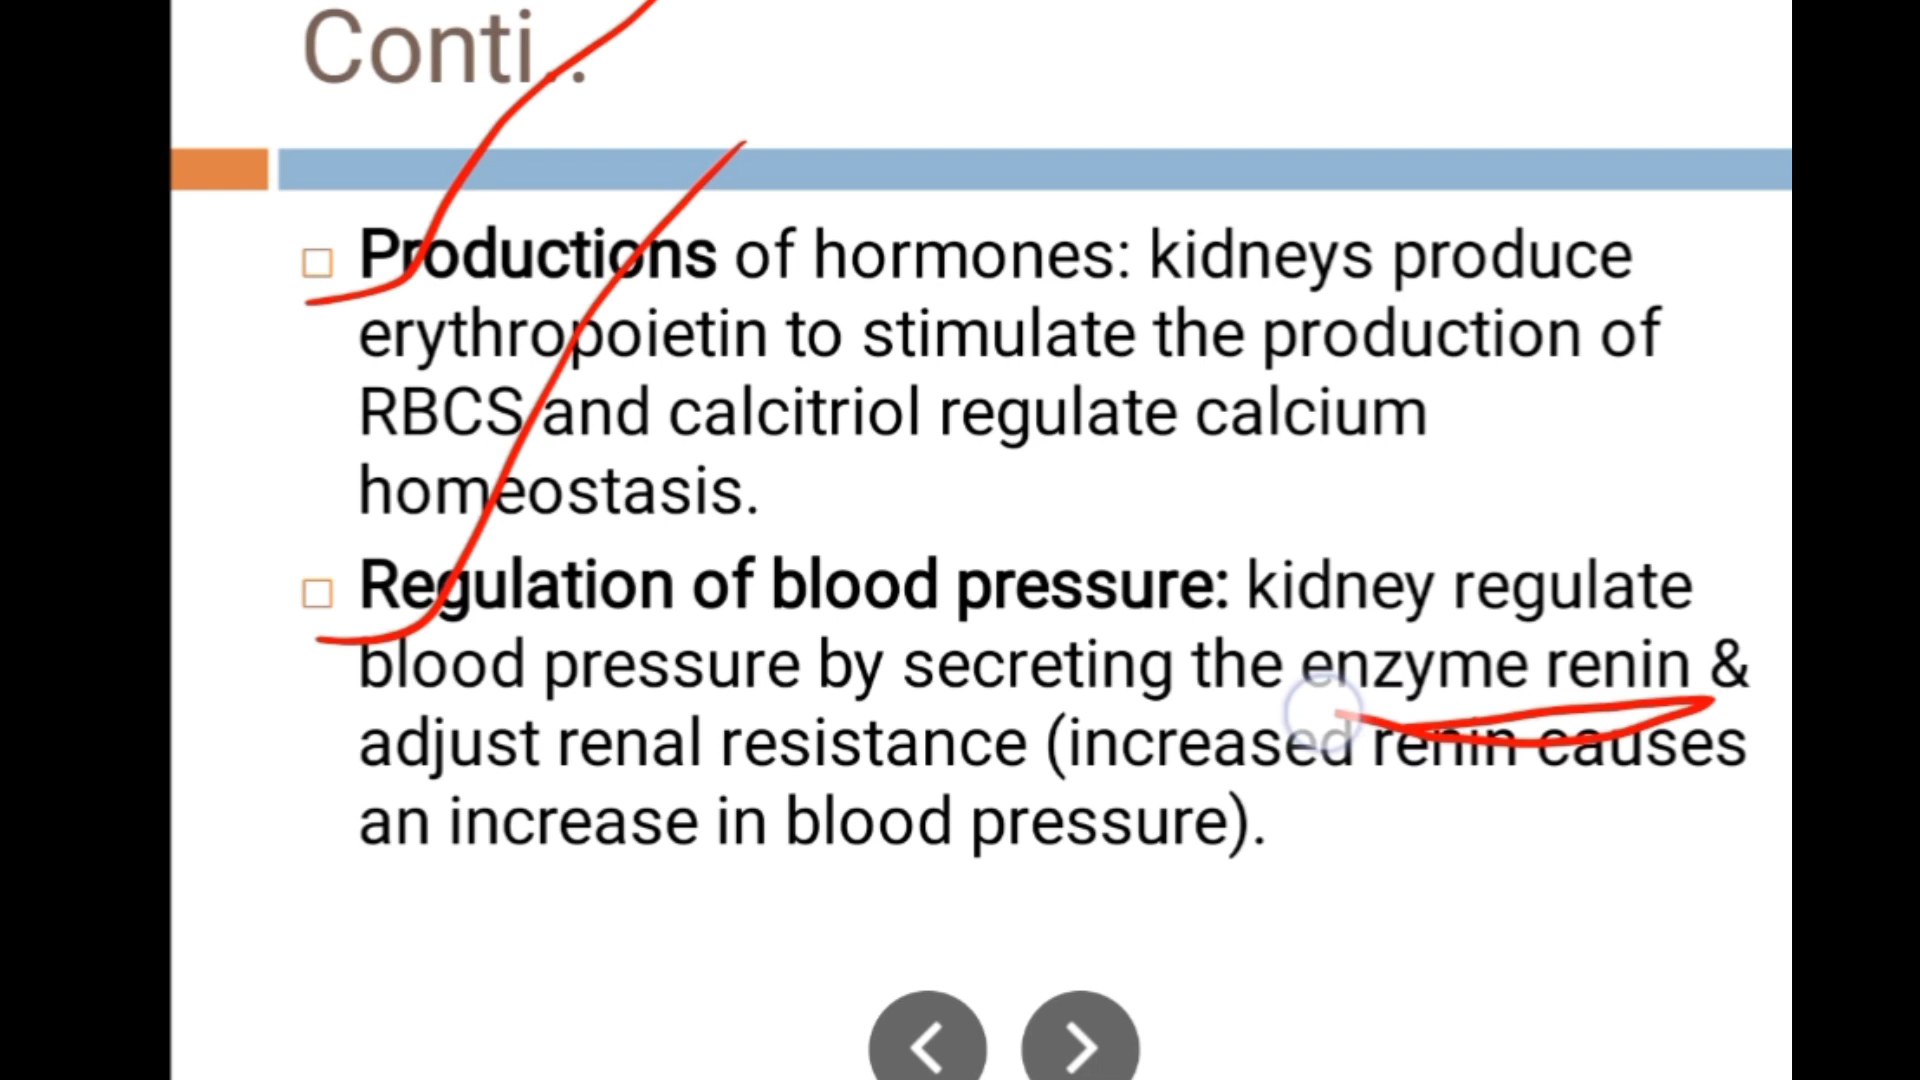 Conti..
Productions of hormones: kidneys produce
erythropoietin to stimulate the production of
RBCS and calcitriol regulate calcium
homeostasis.
Regulation of blood pressure: kidney regulate
blood pressure by secreting the enzyme renin &
adjust renal resistance (increased renin causes
an increase in blood pressure).